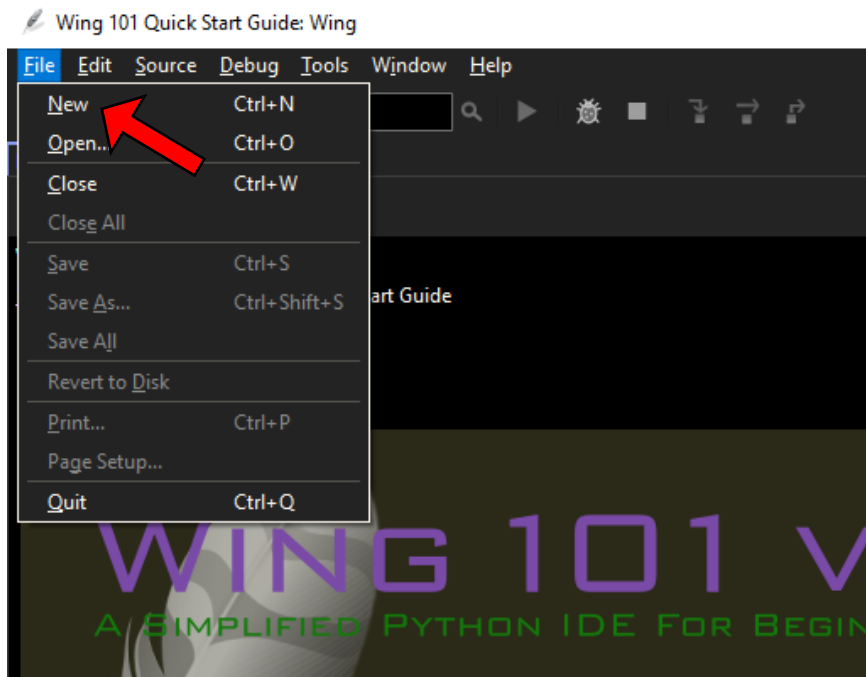 Wing 101 Quick Start Guide: Wing
File Edit Source Debug Tools Window Help
New Ctrl+N
Open... Ctrl+O
Close Ctrl+W
Close All
Save Ctrl+S
Save As... Ctrl+Shift+S
art Guide
Save All
Revert to Disk
Print... Ctrl+P
Page Setup...
Quit Ctrl+Q
WING 101 V
A SIMPLIFIED PYTHON IDE FOR BEGIN